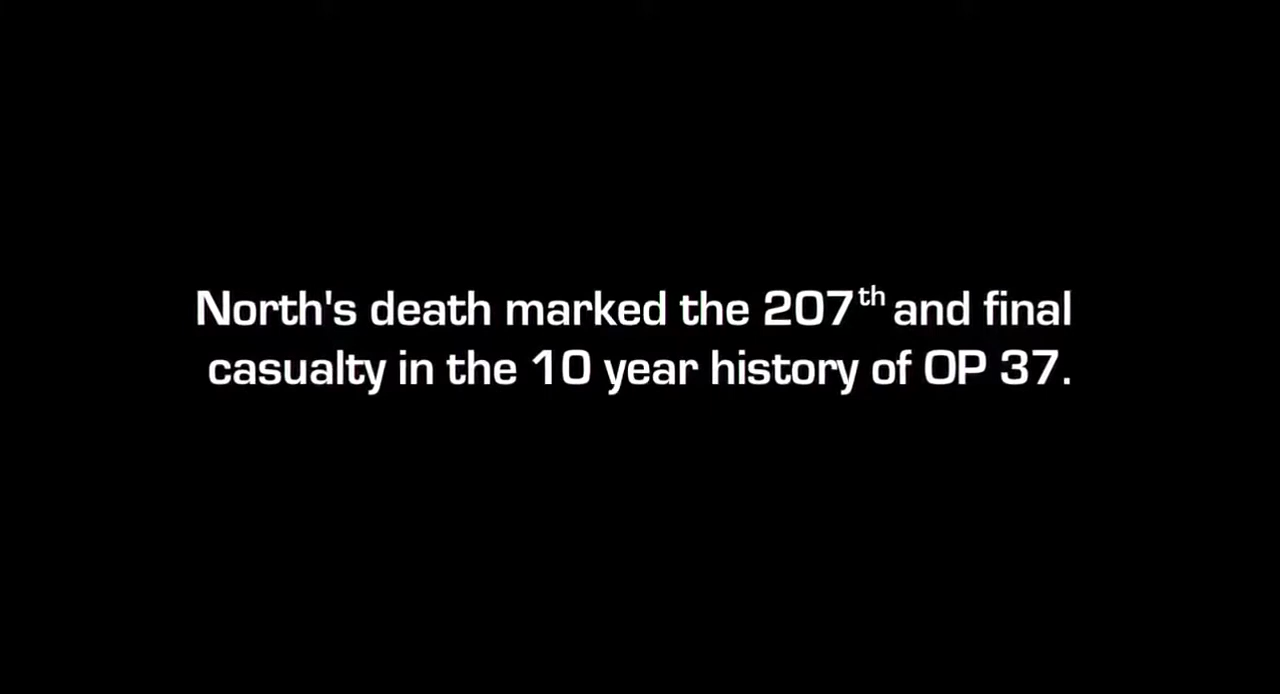 North's death marked the 207th and final
casualty in the 10 year history of OP 37.